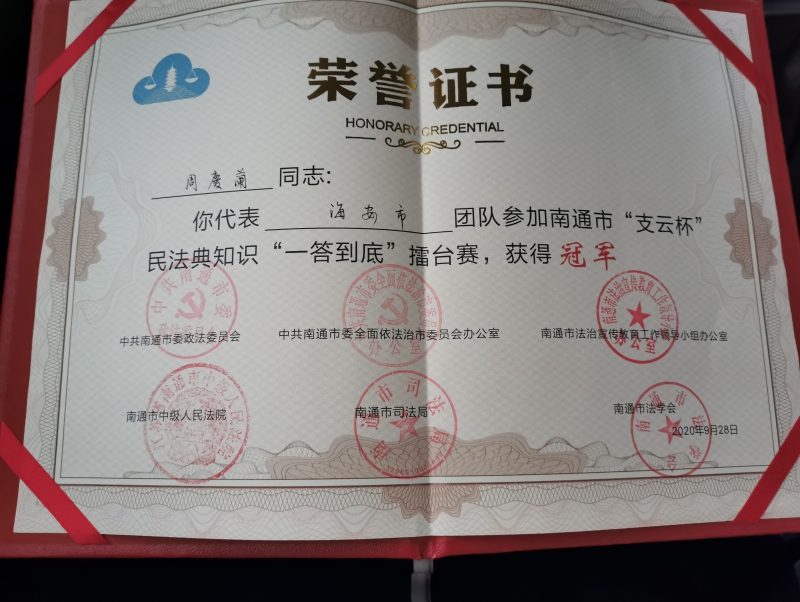 荣誉证书
HONORARY CREDENTIAL
周庆蘭 同志:
你代表 海安市 团队参加南通市“支云杯”
民法典知识“一答到底”擂台赛，获得 冠军
中共南通市委政法委员会 中共南通市委全面依法治市委员会办公室 南通市法治宣传教育工作领导小组办公室
南通市中级人民法院 南通市司法局 南通市法学会
2020年9月28日